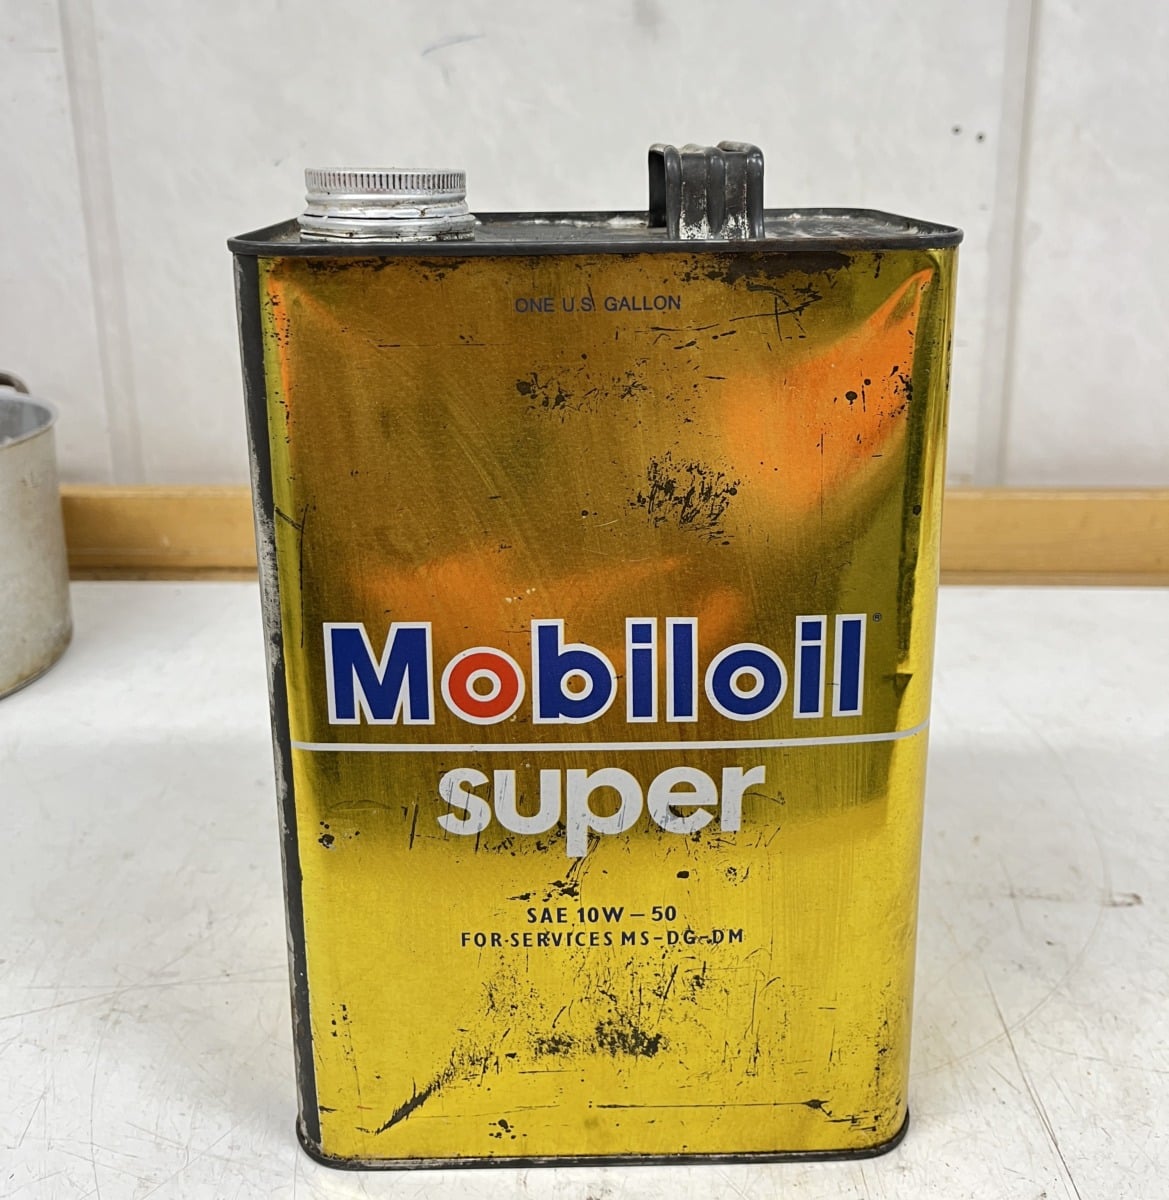 ONE U.S. GALLON
Mobiloil ®
super
SAE 10W – 50
FOR SERVICES MS–DG–DM